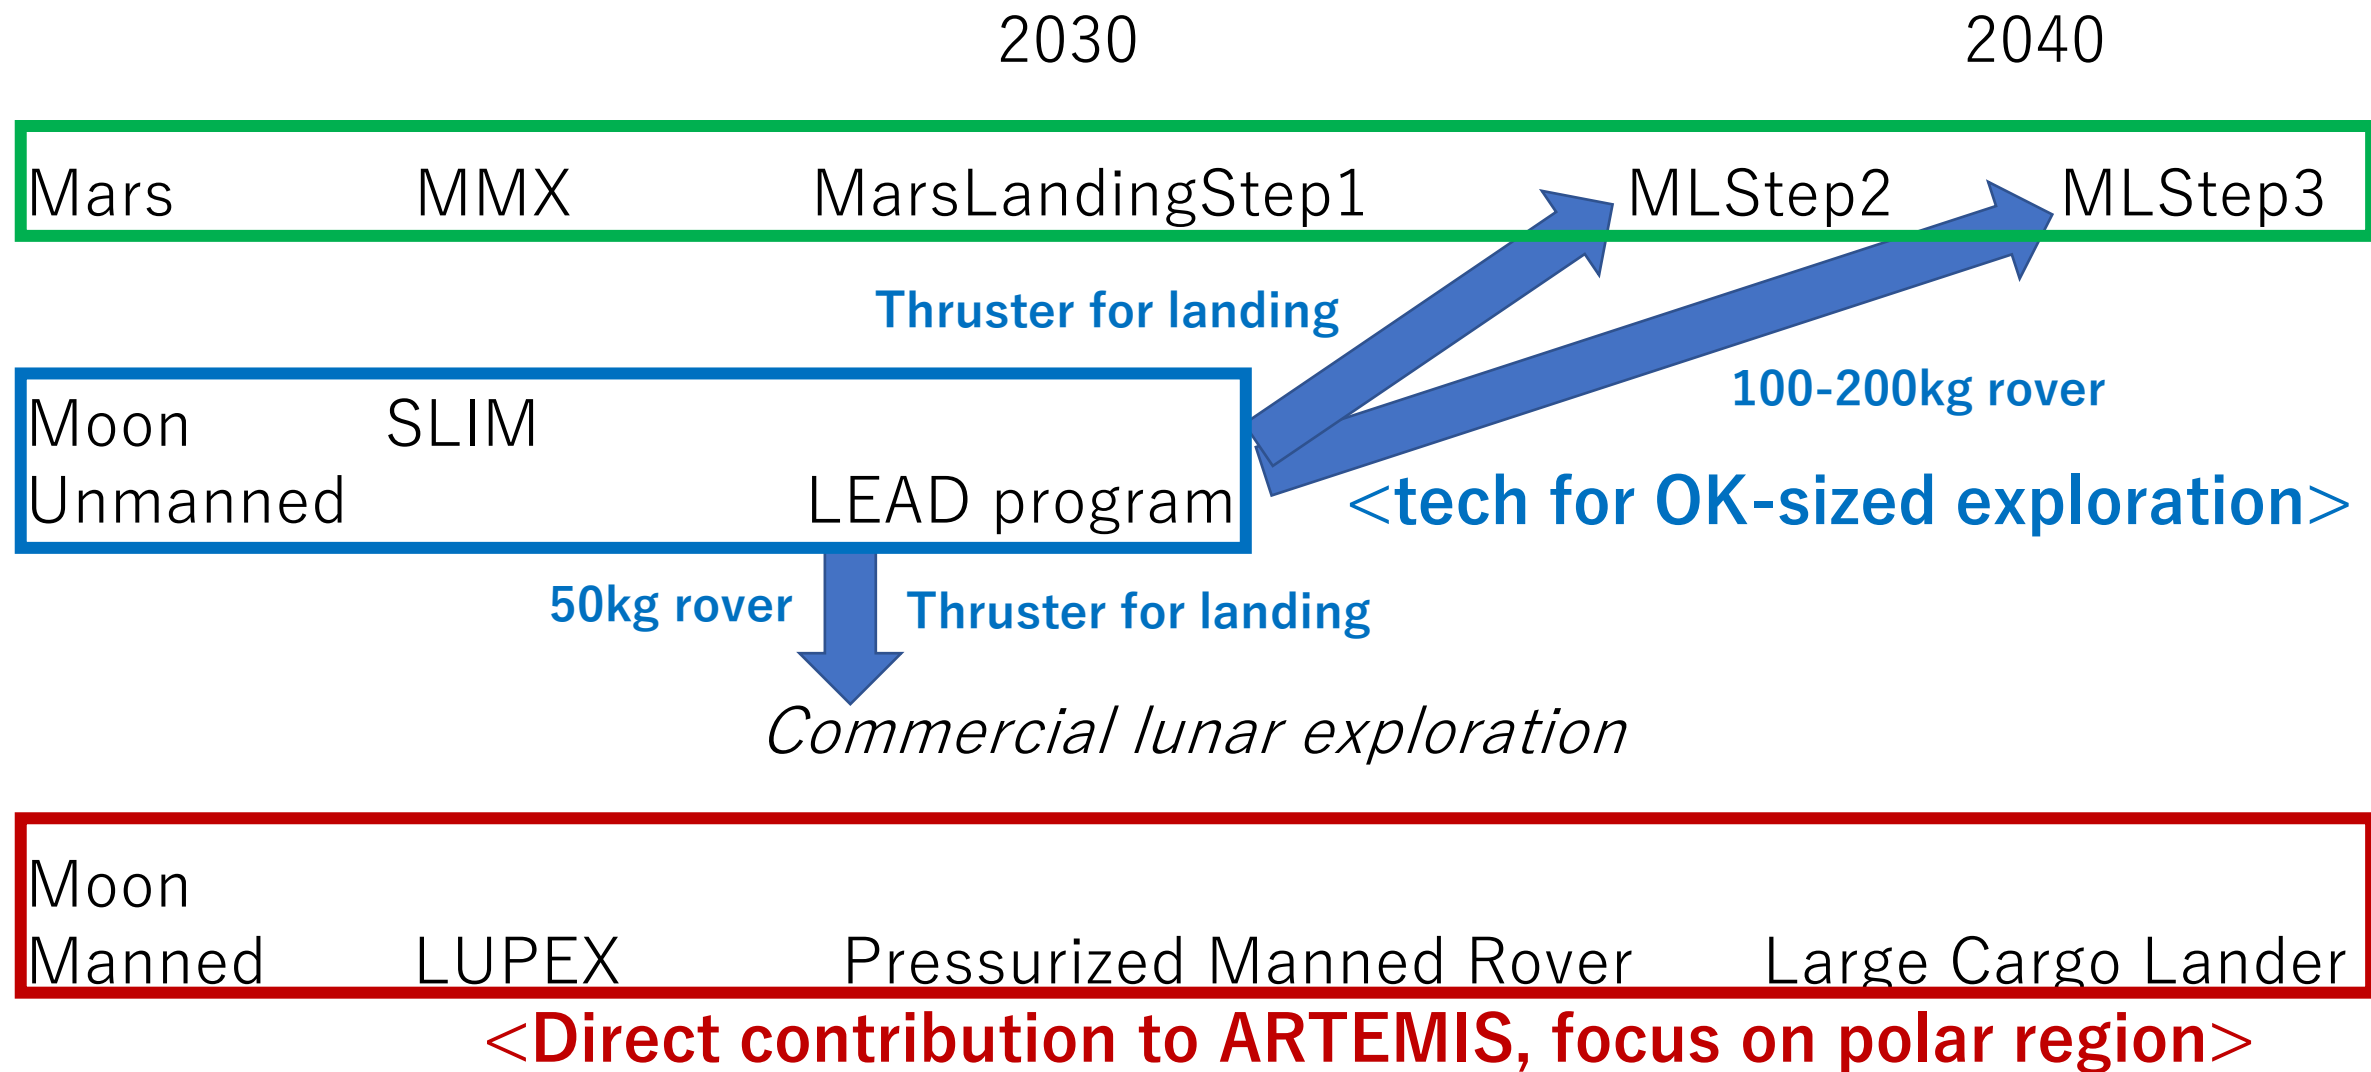 2030 2040
Mars MMX MarsLandingStep1 MLStep2 MLStep3
Thruster for landing
100-200kg rover
Moon SLIM
Unmanned LEAD program
<tech for OK-sized exploration>
50kg rover Thruster for landing
Commercial lunar exploration
Moon
Manned LUPEX Pressurized Manned Rover Large Cargo Lander
<Direct contribution to ARTEMIS, focus on polar region>